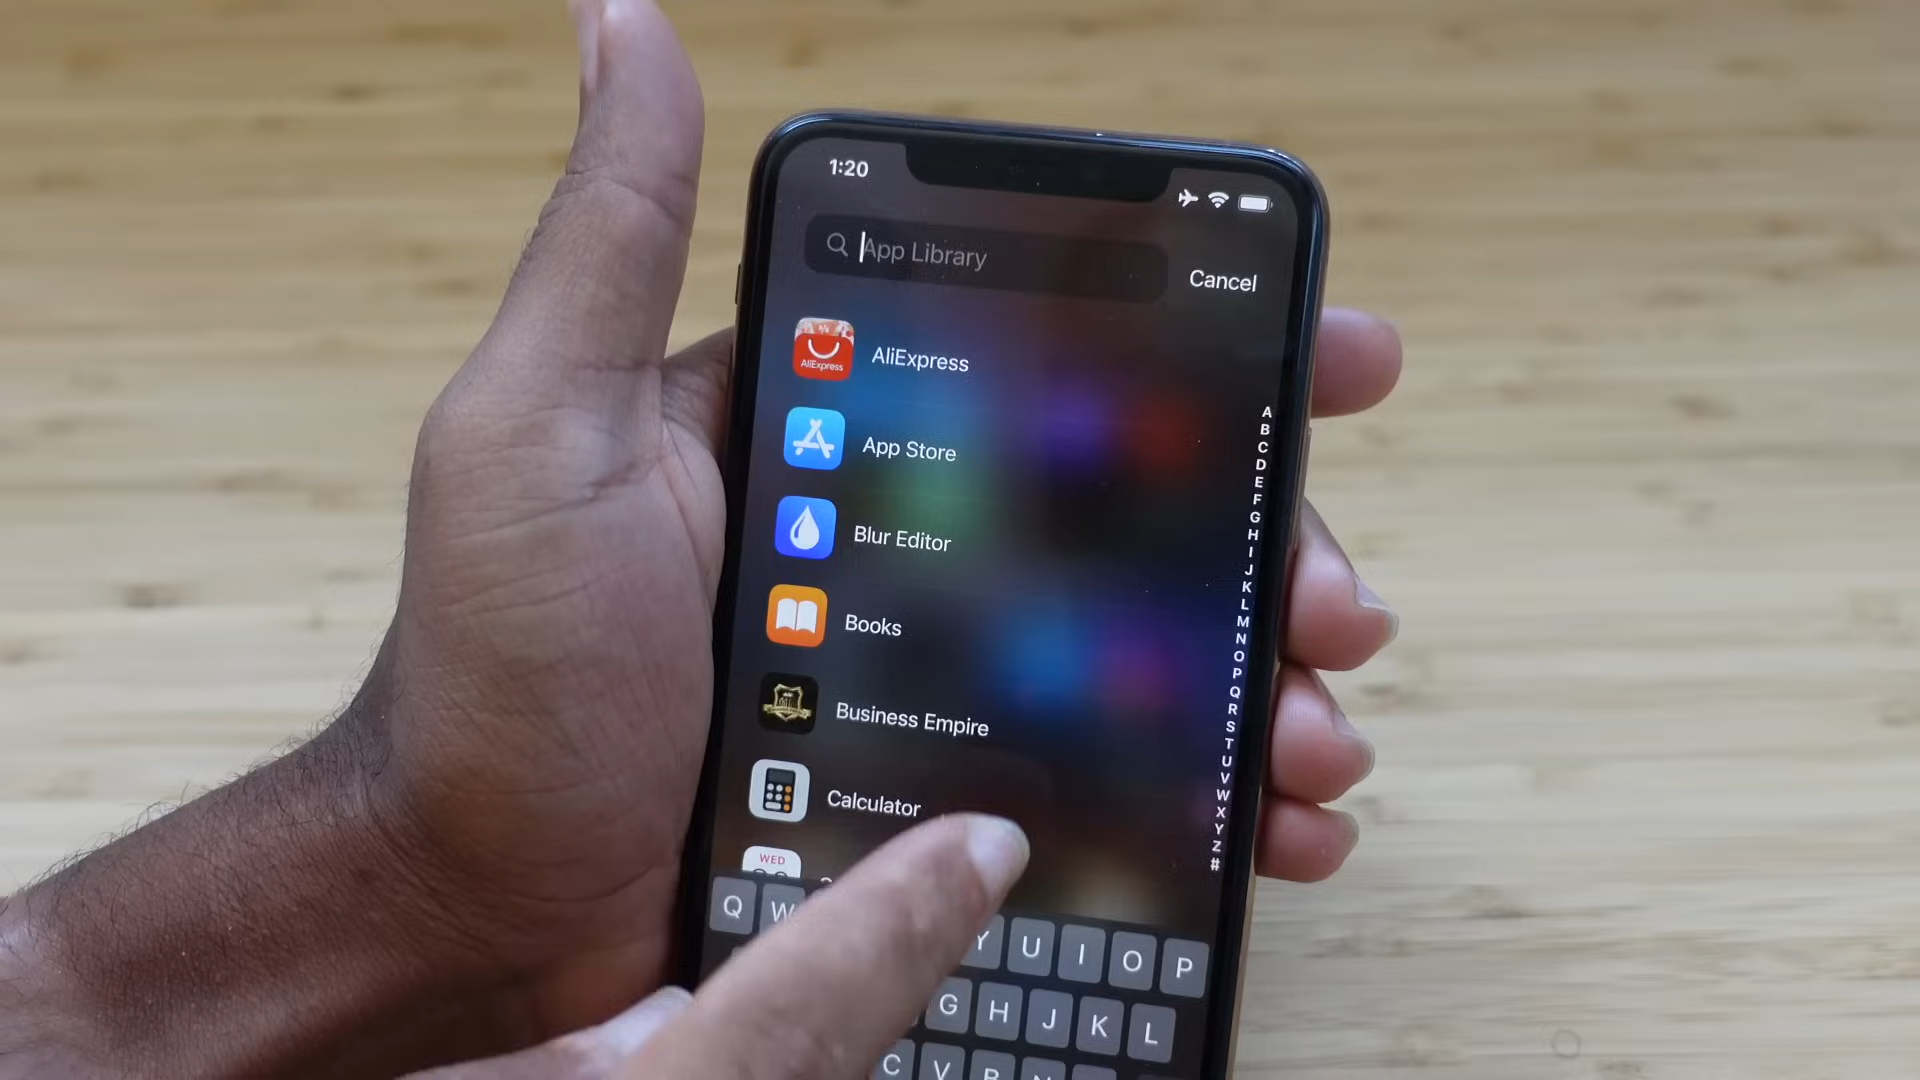 1:20
App Library
Cancel
AliExpress
AliExpress
App Store
Blur Editor
Books
Business Empire
Calculator
WED
A
B
C
D
E
F
G
H
I
J
K
L
M
N
O
P
Q
R
S
T
U
V
W
X
Y
Z
#
Q W Y U I O P
G H J K L
C V B N